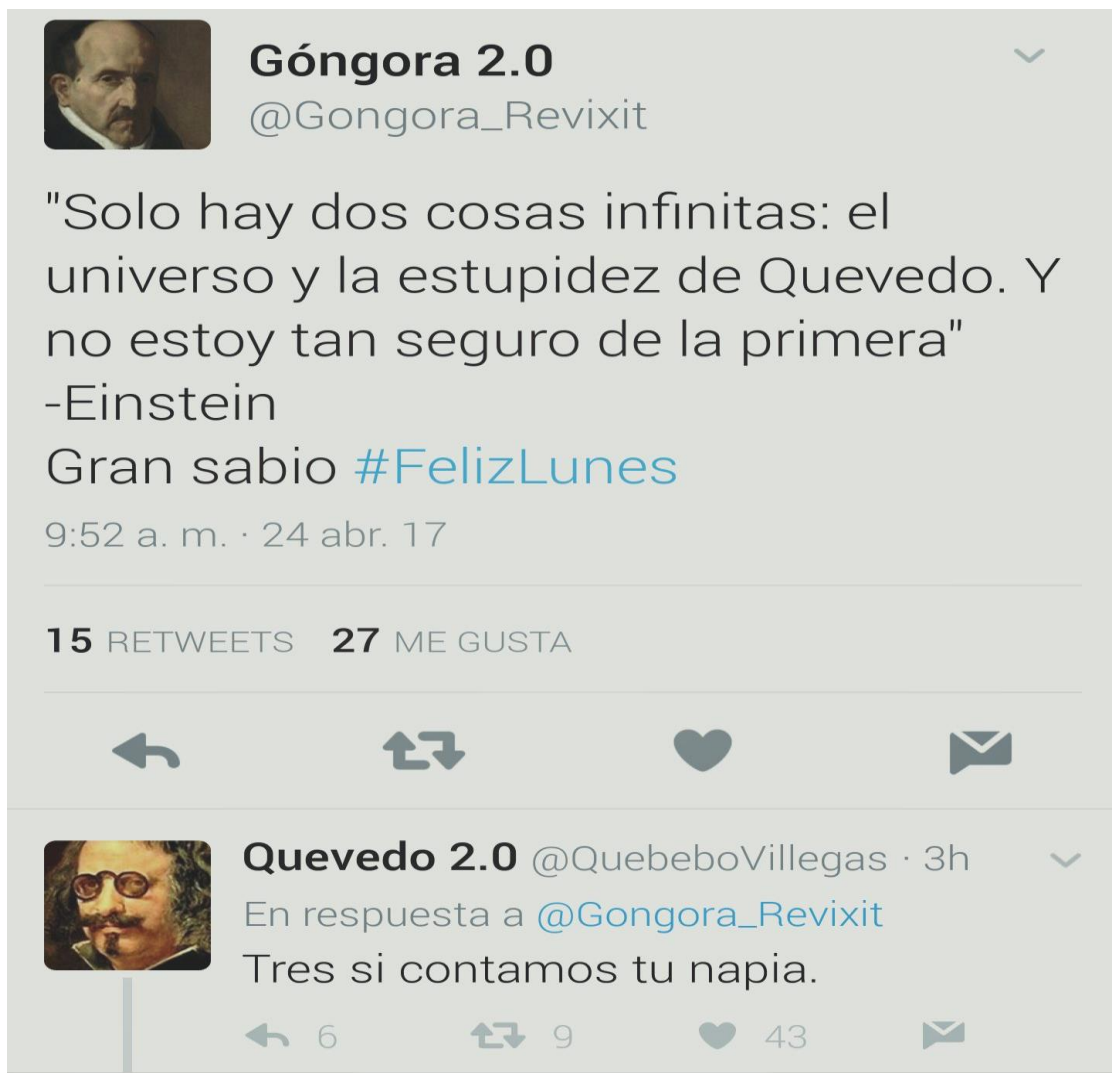 Góngora 2.0
@Gongora_Revixit
"Solo hay dos cosas infinitas: el
universo y la estupidez de Quevedo. Y
no estoy tan seguro de la primera"
-Einstein
Gran sabio #FelizLunes
9:52 a. m. · 24 abr. 17
15 RETWEETS 27 ME GUSTA
Quevedo 2.0 @QuebeboVillegas · 3h
En respuesta a @Gongora_Revixit
Tres si contamos tu napia.
6 9 43